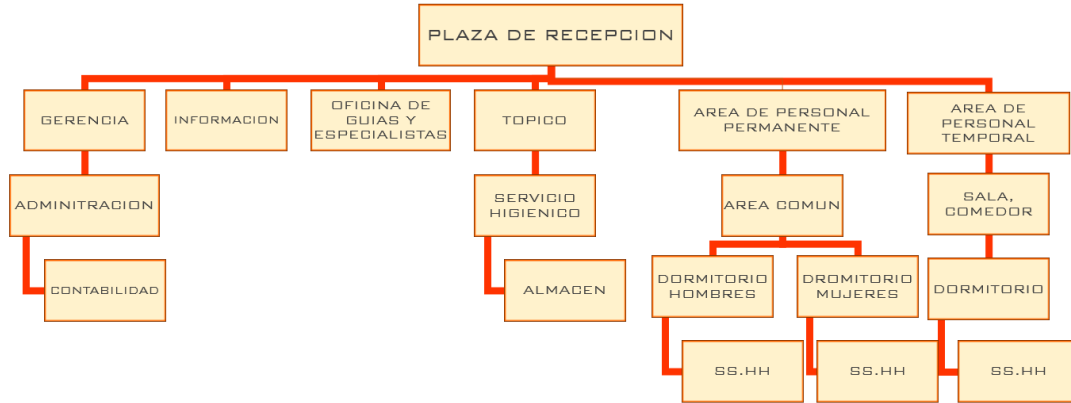 PLAZA DE RECEPCION
GERENCIA
INFORMACION
OFICINA DE
GUIAS Y
ESPECIALISTAS
TOPICO
AREA DE PERSONAL
PERMANENTE
AREA DE
PERSONAL
TEMPORAL
ADMINITRACION
SERVICIO
HIGIENICO
AREA COMUN
SALA,
COMEDOR
CONTABILIDAD
ALMACEN
DORMITORIO
HOMBRES
DROMITORIO
MUJERES
DORMITORIO
SS.HH
SS.HH
SS.HH